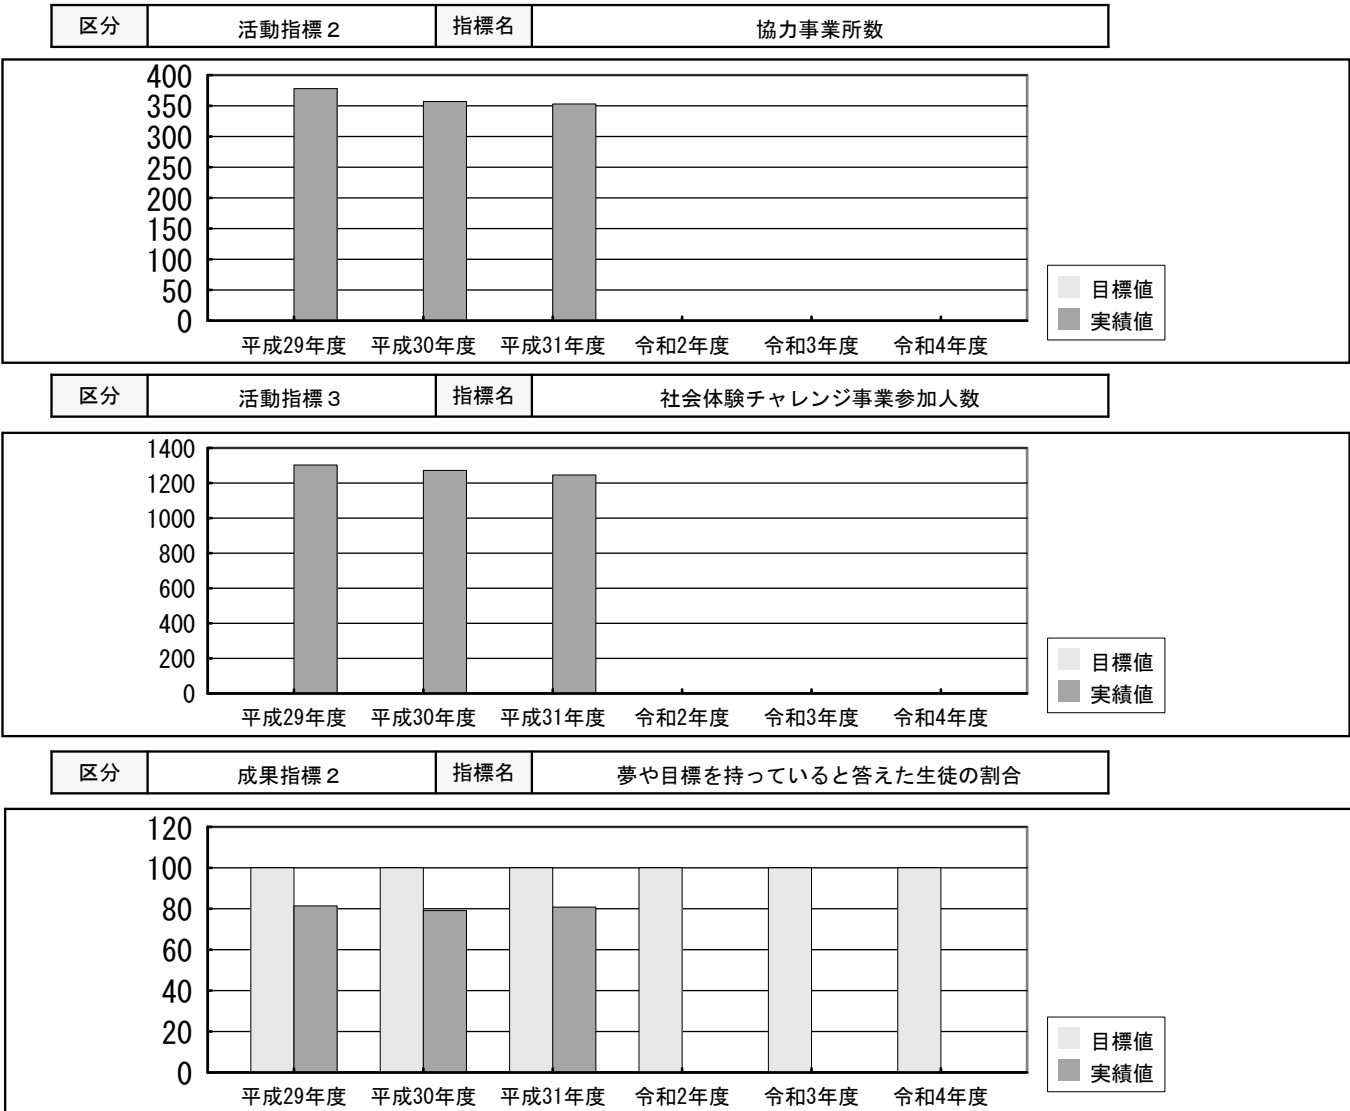 区分 活動指標２ 指標名 協力事業所数
400
350
300
250
200
150
100
50
0
平成29年度 平成30年度 平成31年度 令和2年度 令和3年度 令和4年度
目標値
実績値
区分 活動指標３ 指標名 社会体験チャレンジ事業参加人数
1400
1200
1000
800
600
400
200
0
平成29年度 平成30年度 平成31年度 令和2年度 令和3年度 令和4年度
目標値
実績値
区分 成果指標２ 指標名 夢や目標を持っていると答えた生徒の割合
120
100
80
60
40
20
0
平成29年度 平成30年度 平成31年度 令和2年度 令和3年度 令和4年度
目標値
実績値